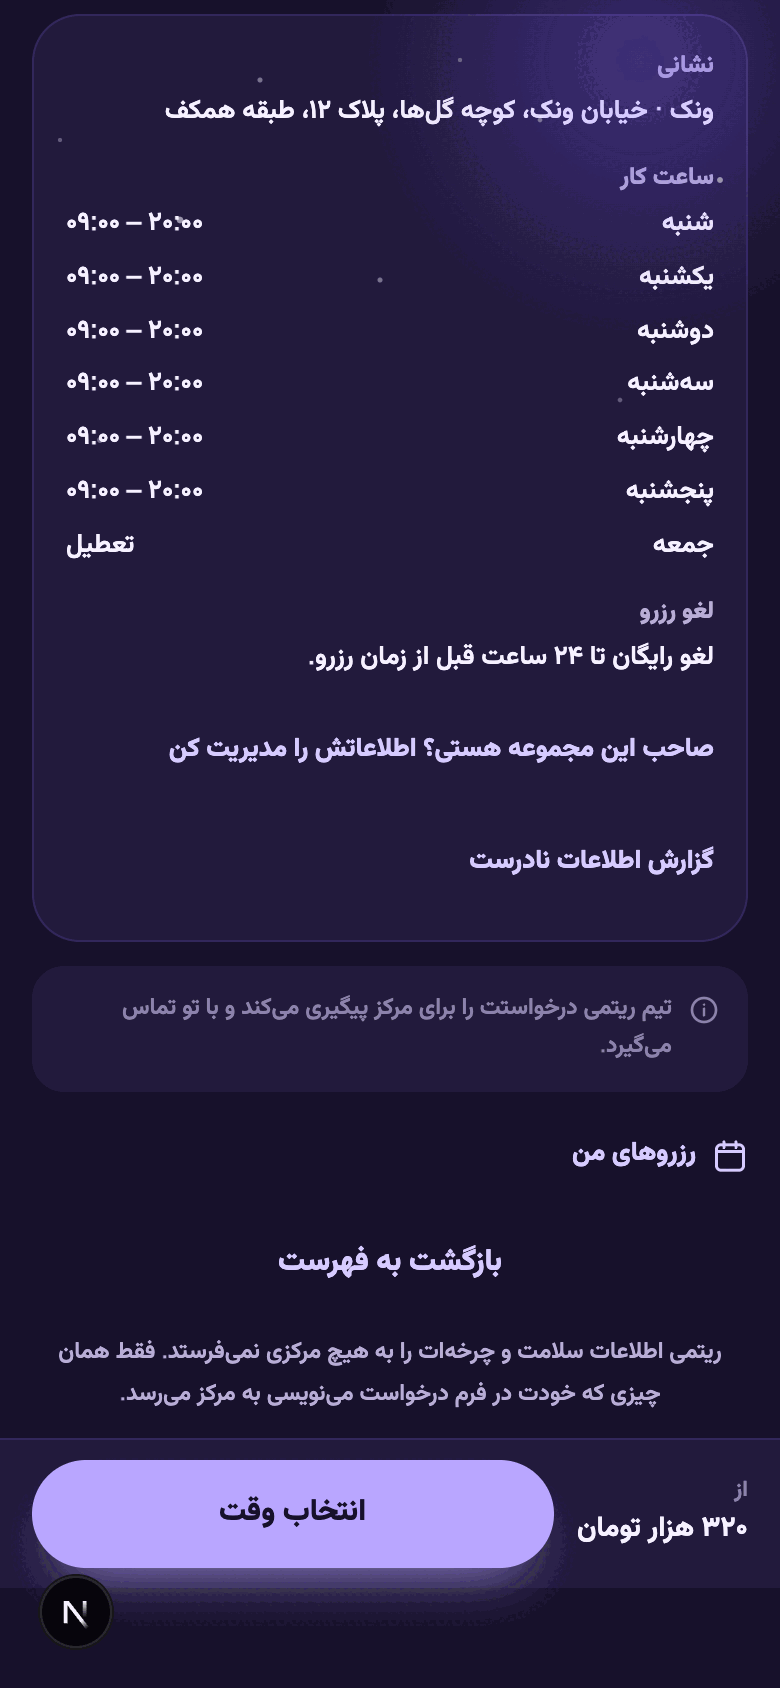 نشانی
ونک · خیابان ونک، کوچه گل‌ها، پلاک ۱۲، طبقه همکف
ساعت کار
شنبه ۰۹:۰۰ – ۲۰:۰۰
یکشنبه ۰۹:۰۰ – ۲۰:۰۰
دوشنبه ۰۹:۰۰ – ۲۰:۰۰
سه‌شنبه ۰۹:۰۰ – ۲۰:۰۰
چهارشنبه ۰۹:۰۰ – ۲۰:۰۰
پنجشنبه ۰۹:۰۰ – ۲۰:۰۰
جمعه تعطیل
لغو رزرو
لغو رایگان تا ۲۴ ساعت قبل از زمان رزرو.
صاحب این مجموعه هستی؟ اطلاعاتش را مدیریت کن
گزارش اطلاعات نادرست
تیم ریتمی درخواستت را برای مرکز پیگیری می‌کند و با تو تماس
می‌گیرد.
رزروهای من
بازگشت به فهرست
ریتمی اطلاعات سلامت و چرخه‌ات را به هیچ مرکزی نمی‌فرستد. فقط همان
چیزی که خودت در فرم درخواست می‌نویسی به مرکز می‌رسد.
از
۳۲۰ هزار تومان
انتخاب وقت
N